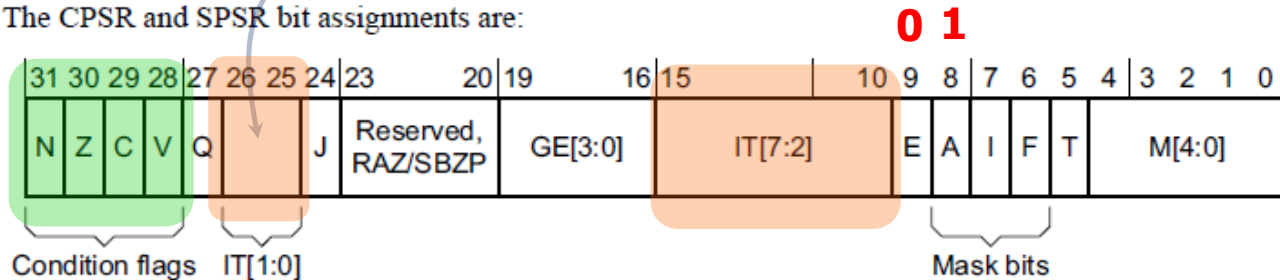 The CPSR and SPSR bit assignments are:
0 1
31 30 29 28 27 26 25 24 23 20 19 16 15 10 9 8 7 6 5 4 3 2 1 0
N Z C V Q J Reserved, RAZ/SBZP GE[3:0] IT[7:2] E A I F T M[4:0]
Condition flags IT[1:0] Mask bits